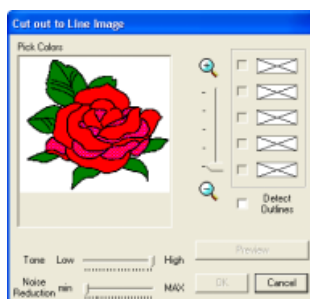 Cut out to Line Image
Pick Colors
Detect
Outlines
Tone Low High
Preview
Noise
Reduction min MAX
OK Cancel